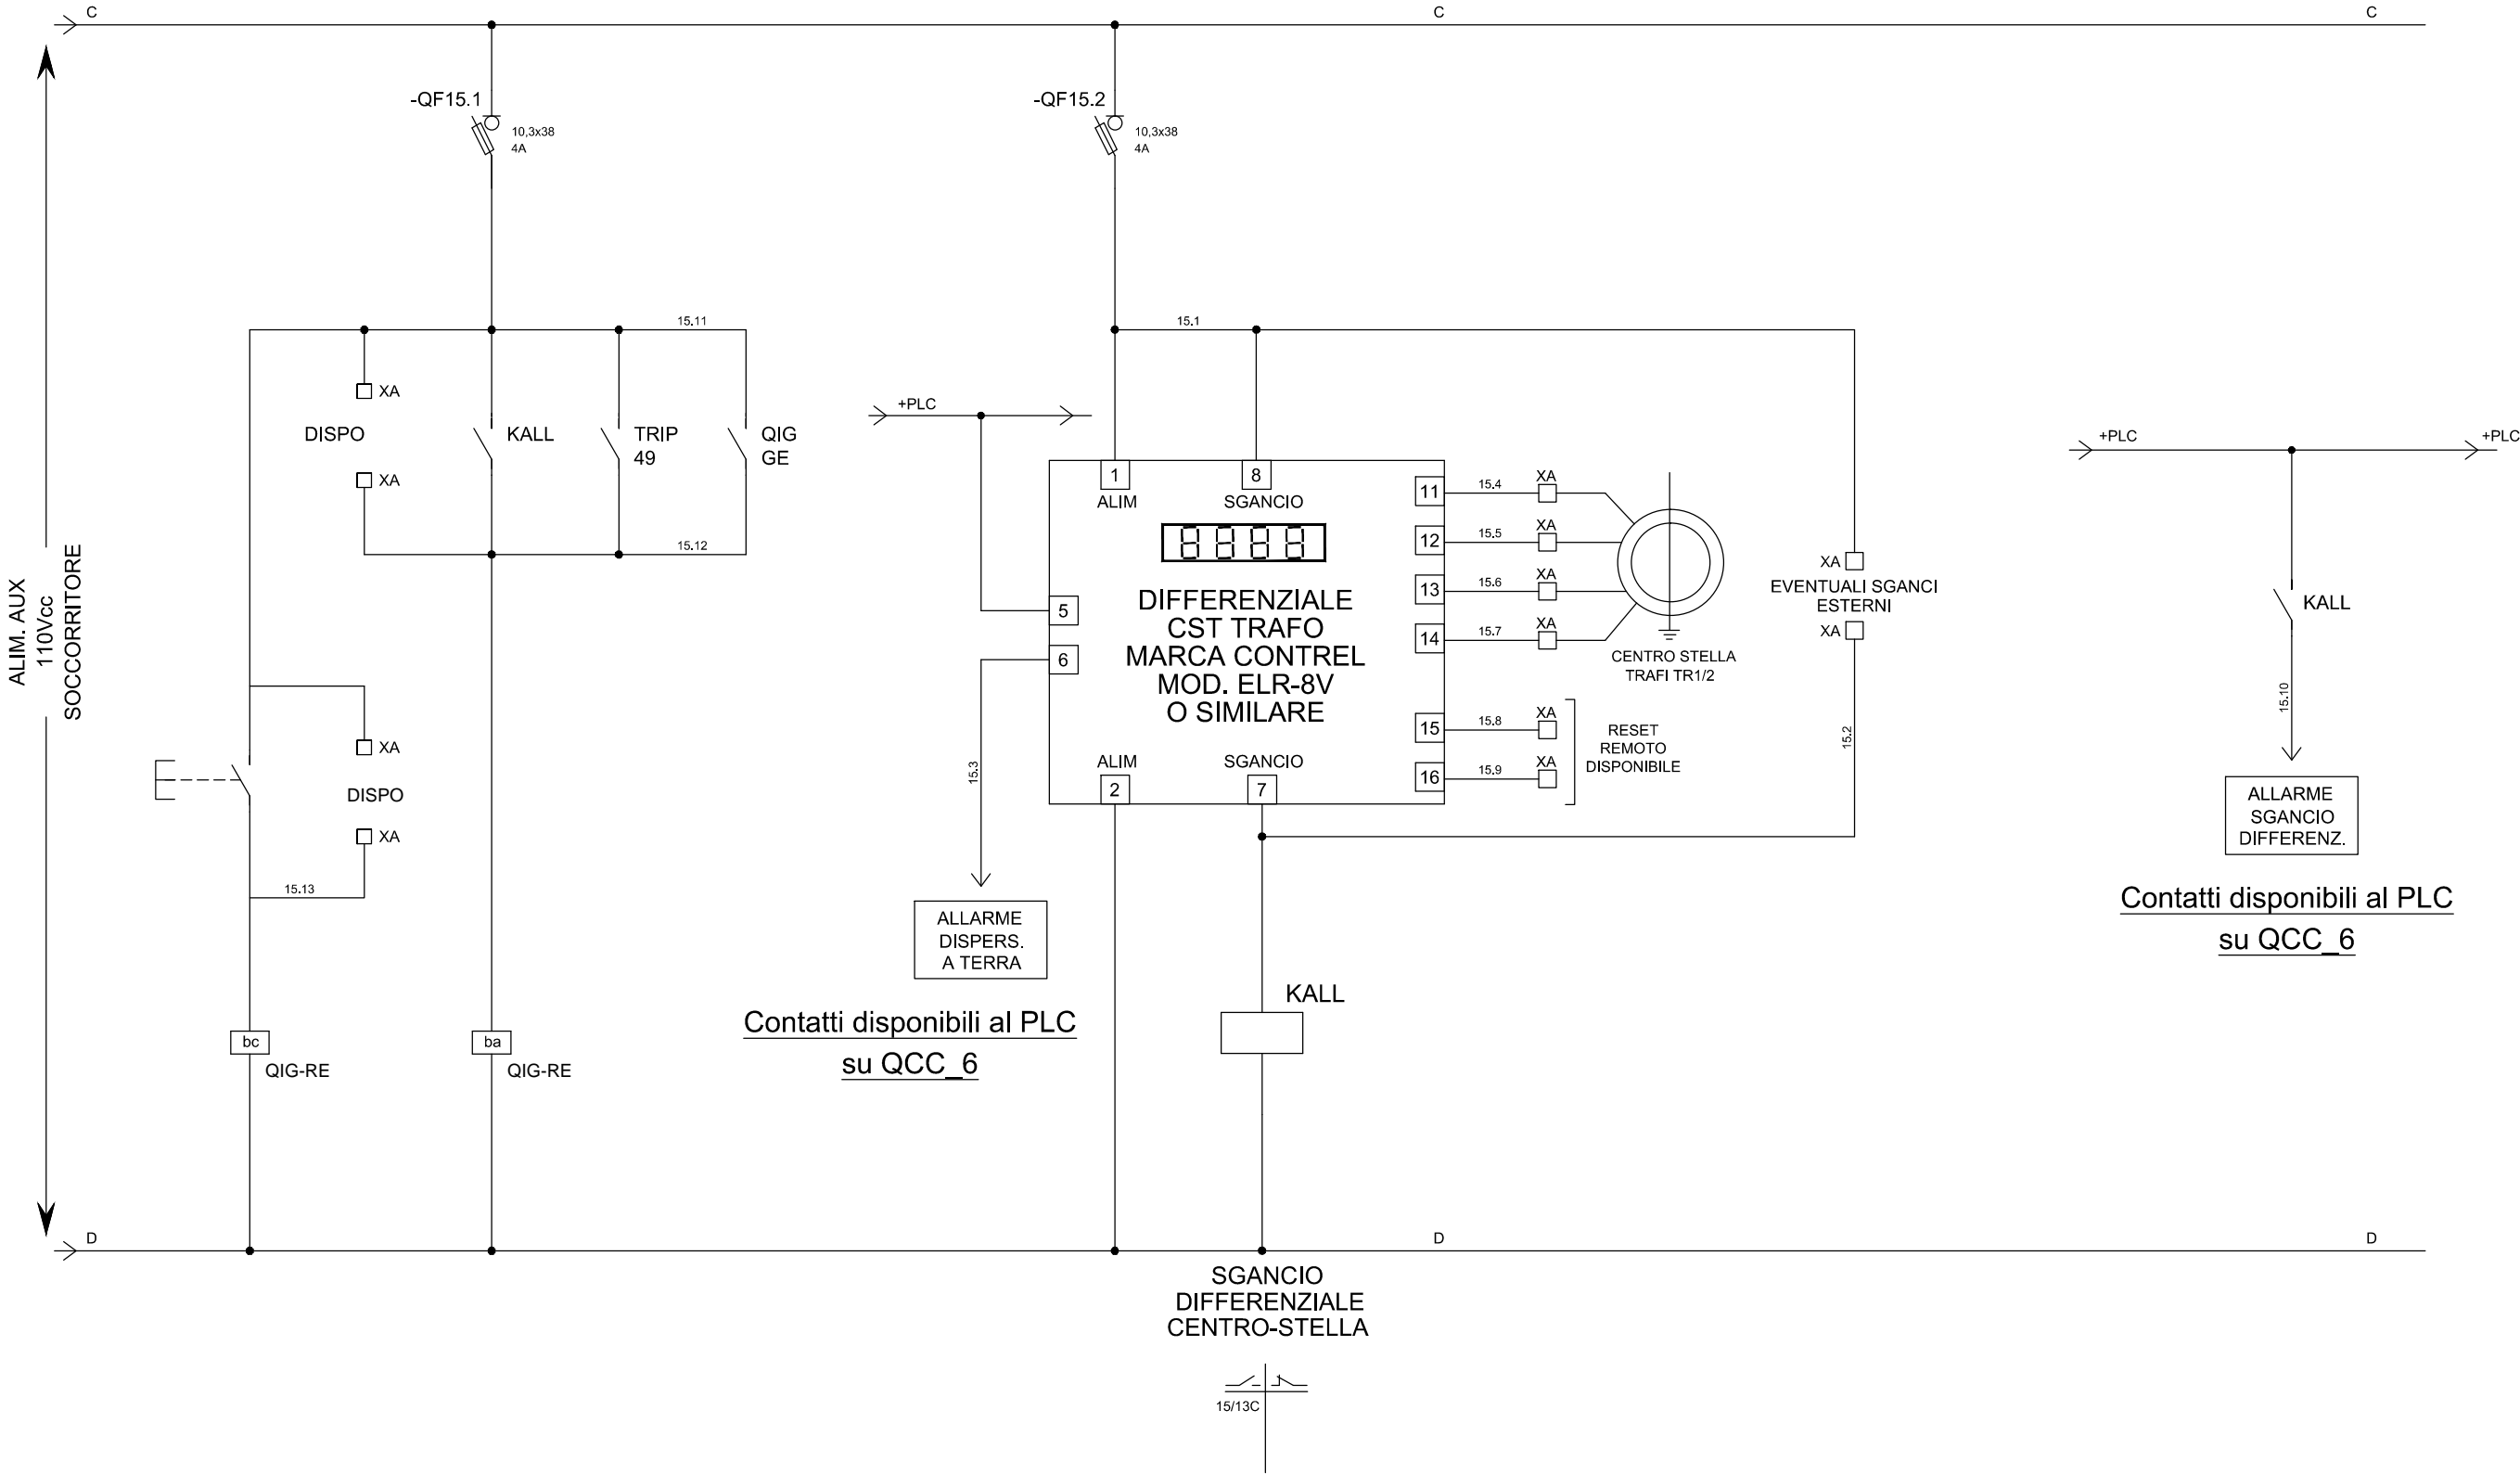 C
C
C
-QF15.1
10,3x38
4A
-QF15.2
10,3x38
4A
15.11
15.1
XA
DISPO
XA
KALL
TRIP
49
QIG
GE
15.12
+PLC
+PLC
+PLC
1
ALIM
8
SGANCIO
5
6
DIFFERENZIALE
CST TRAFO
MARCA CONTREL
MOD. ELR-8V
O SIMILARE
11
15.4
XA
12
15.5
XA
13
15.6
XA
14
15.7
XA
CENTRO STELLA
TRAFI TR1/2
15
15.8
XA
16
15.9
XA
RESET
REMOTO
DISPONIBILE
XA
EVENTUALI SGANCI
ESTERNI
XA
15.2
KALL
15.10
ALLARME
SGANCIO
DIFFERENZ.
Contatti disponibili al PLC
su QCC_6
ALIM. AUX
110Vcc
SOCCORRITORE
XA
DISPO
XA
15.13
15.3
ALIM
2
SGANCIO
7
ALLARME
DISPERS.
A TERRA
Contatti disponibili al PLC
su QCC_6
KALL
bc
QIG-RE
ba
QIG-RE
D
D
D
SGANCIO
DIFFERENZIALE
CENTRO-STELLA
15/13C